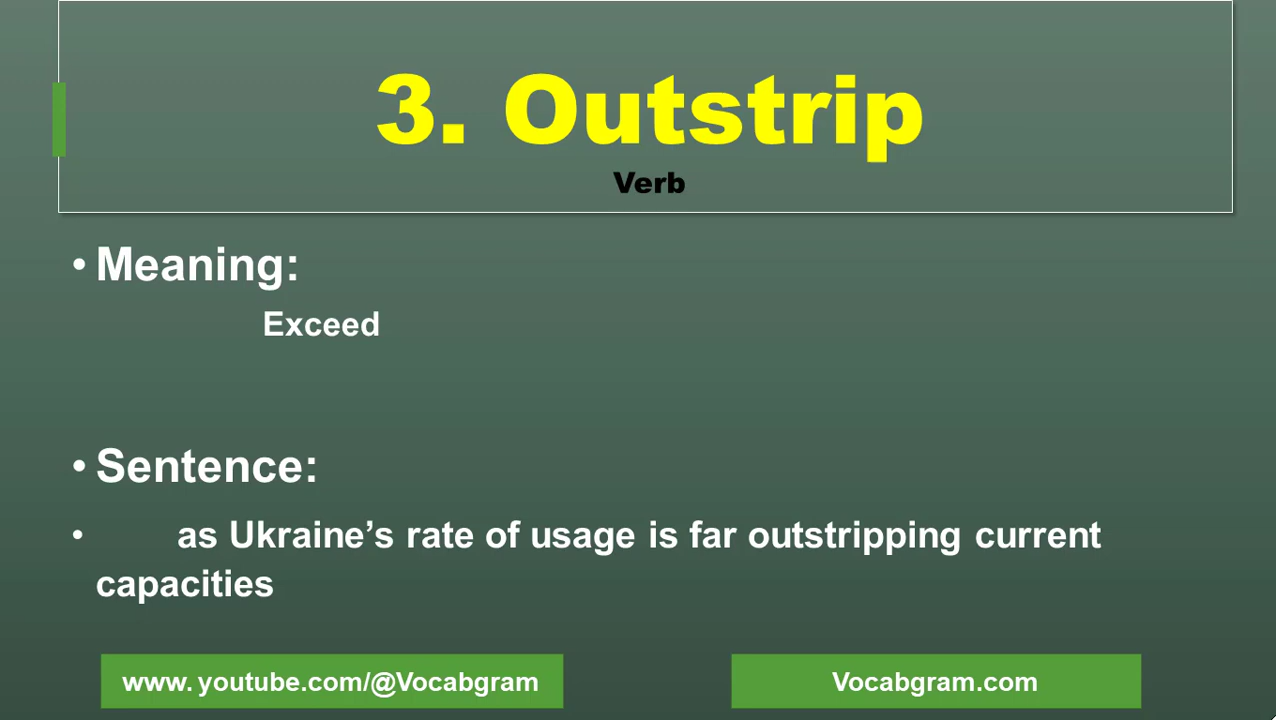 3. Outstrip
Verb
• Meaning:
Exceed
• Sentence:
• as Ukraine’s rate of usage is far outstripping current
capacities
www. youtube.com/@Vocabgram
Vocabgram.com